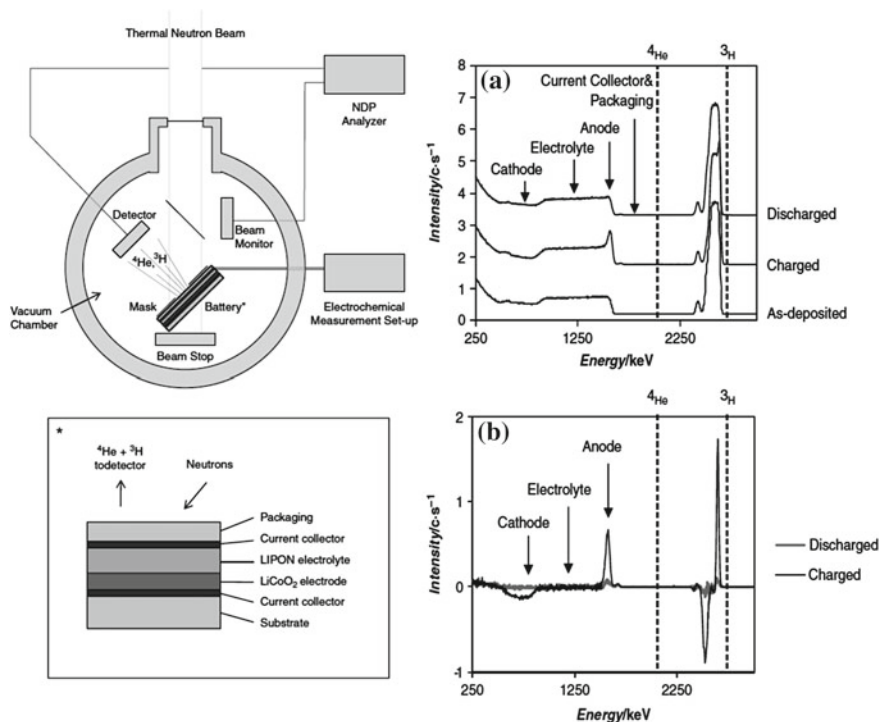 Thermal Neutron Beam
NDP
Analyzer
Detector
Beam
Monitor
⁴He,³H
Vacuum
Chamber
Mask
Battery*
Electrochemical
Measurement Set-up
Beam Stop
*
⁴He + ³H
todetector
Neutrons
Packaging
Current collector
LIPON electrolyte
LiCoO₂ electrode
Current collector
Substrate
(a)
4He
3H
Current Collector&
Packaging
Anode
Electrolyte
Cathode
Discharged
Charged
As-deposited
Intensity/c·s⁻¹
8
7
6
5
4
3
2
1
0
250
1250
2250
Energy/keV
(b)
4He
3H
Anode
Electrolyte
Cathode
Discharged
Charged
Intensity/c·s⁻¹
2
1
0
-1
250
1250
2250
Energy/keV